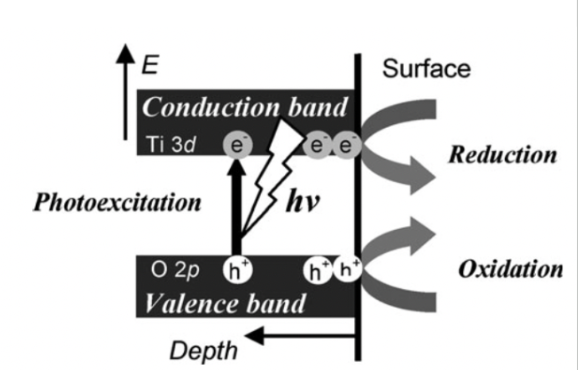 E
Surface
Conduction band
Ti 3d e⁻ e⁻ e⁻
Reduction
Photoexcitation
hν
O 2p h⁺ h⁺ h⁺
Oxidation
Valence band
Depth